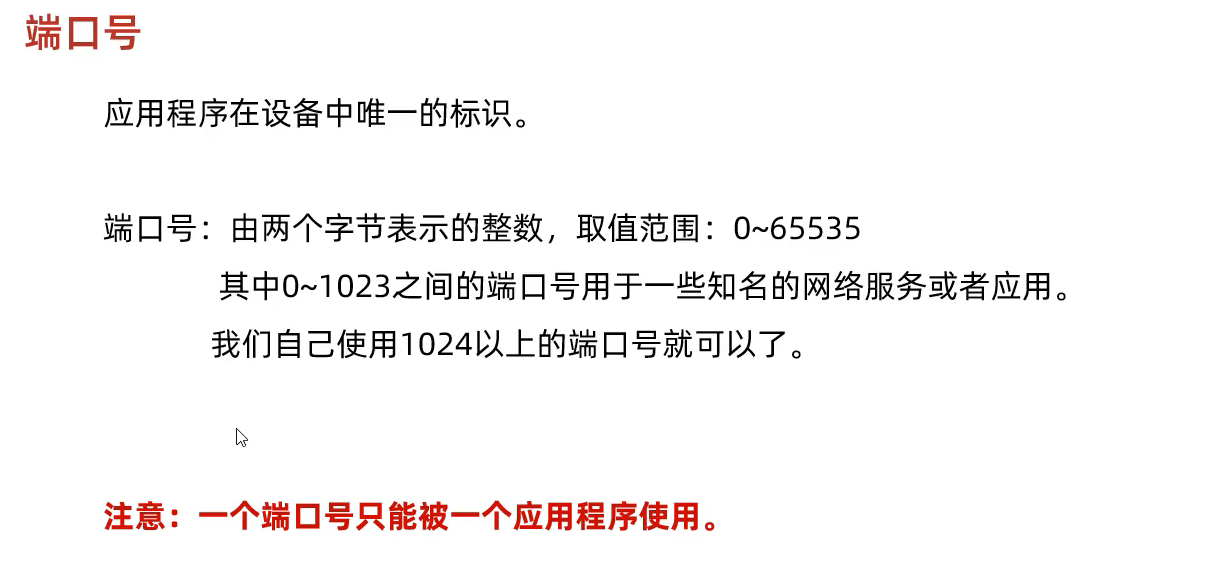 端口号
应用程序在设备中唯一的标识。
端口号：由两个字节表示的整数，取值范围：0~65535
其中0~1023之间的端口号用于一些知名的网络服务或者应用。
我们自己使用1024以上的端口号就可以了。
注意：一个端口号只能被一个应用程序使用。